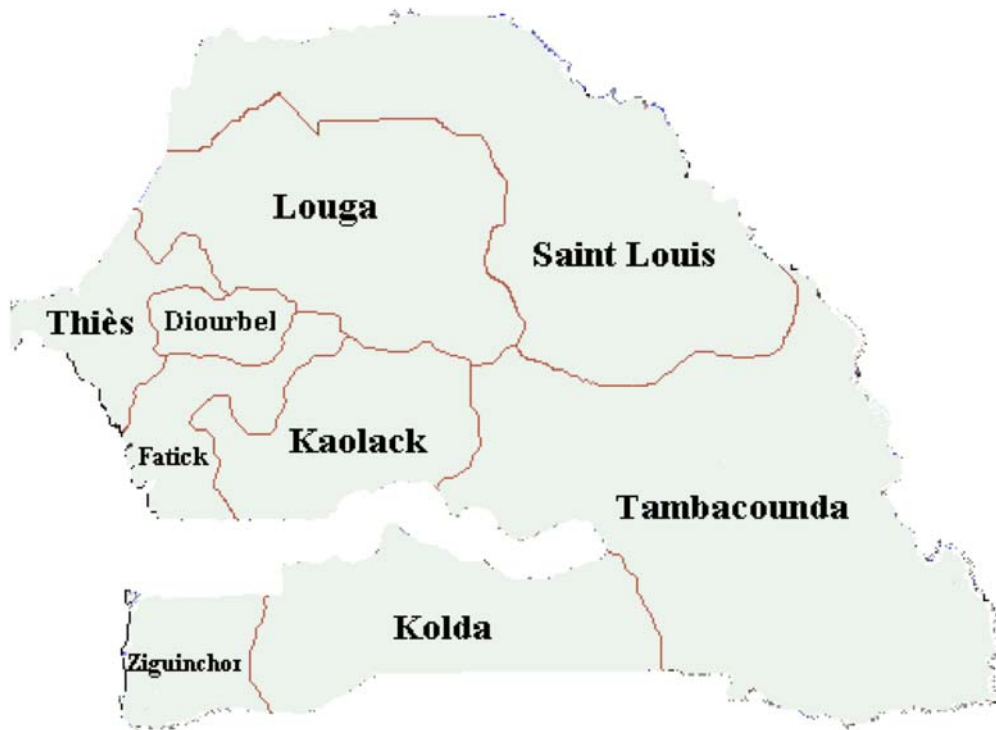 Louga
Saint Louis
Thiès
Diourbel
Kaolack
Fatick
Tambacounda
Kolda
Ziguinchor